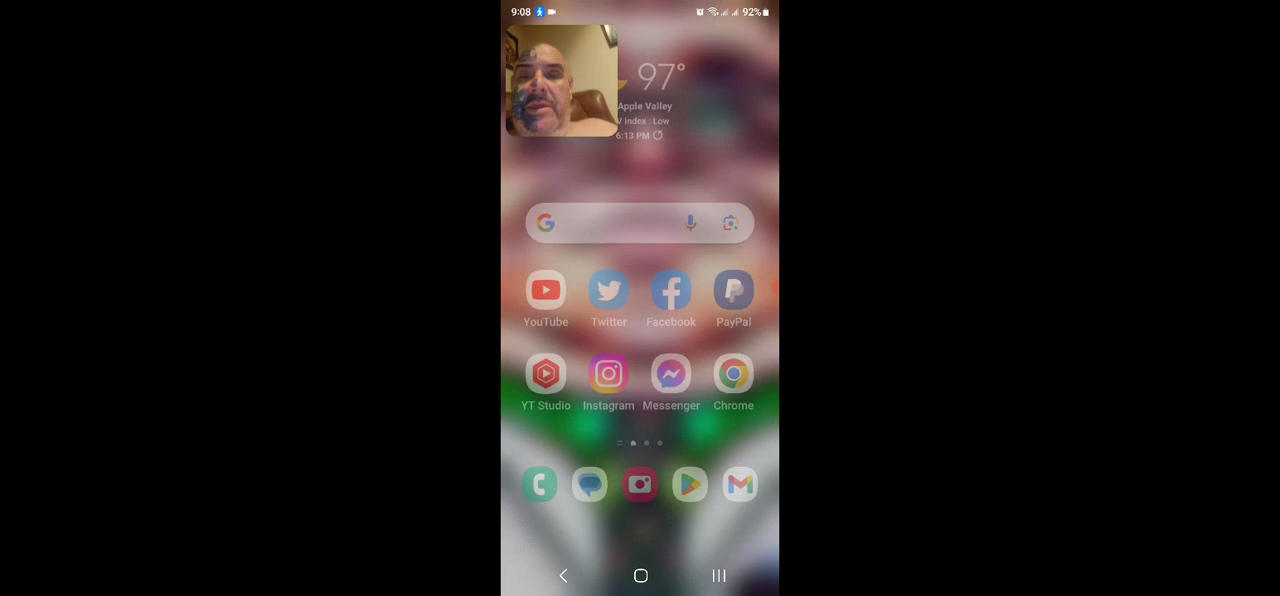 9:08
92%
97°
Apple Valley
V index : Low
6:13 PM
YouTube
Twitter
Facebook
PayPal
YT Studio
Instagram
Messenger
Chrome